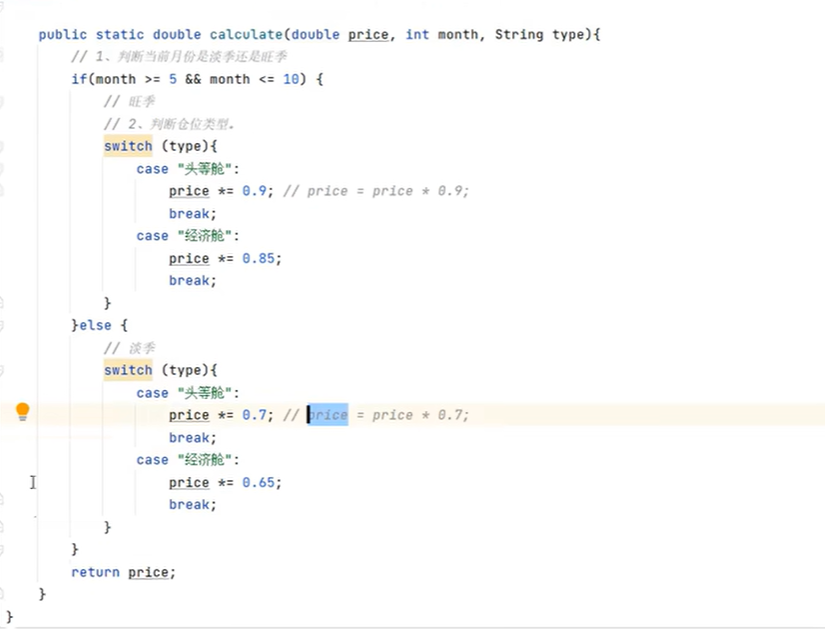 public static double calculate(double price, int month, String type){
// 1、判断当前月份是淡季还是旺季
if(month >= 5 && month <= 10) {
// 旺季
// 2、判断仓位类型。
switch (type){
case "头等舱":
price *= 0.9; // price = price * 0.9;
break;
case "经济舱":
price *= 0.85;
break;
}
}else {
// 淡季
switch (type){
case "头等舱":
price *= 0.7; // price = price * 0.7;
break;
case "经济舱":
price *= 0.65;
break;
}
}
return price;
}
}